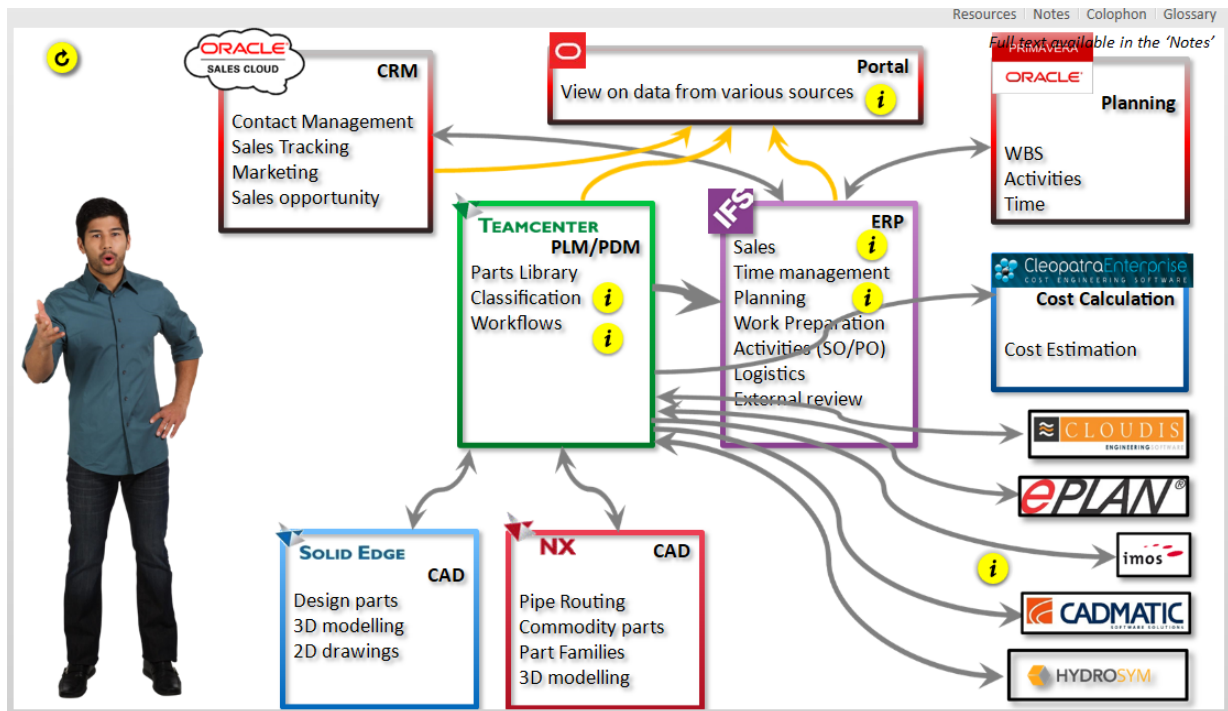 Resources Notes Colophon Glossary
Full text available in the ‘Notes’
ORACLE
SALES CLOUD
CRM
Contact Management
Sales Tracking
Marketing
Sales opportunity
Portal
View on data from various sources
i
PRIMAVERA
ORACLE
Planning
WBS
Activities
Time
TEAMCENTER
PLM/PDM
Parts Library
Classification i
Workflows
i
IFS
ERP
Sales i
Time management
Planning i
Work Preparation
Activities (SO/PO)
Logistics
External review
CleopatraEnterprise
COST ENGINEERING SOFTWARE
Cost Calculation
Cost Estimation
CLOUDIS
ENGINEERINGSOFTWARE
ePLAN®
imos
i
CADMATIC
SOFTWARE SOLUTIONS
HYDROSYM
SOLID EDGE
CAD
Design parts
3D modelling
2D drawings
NX CAD
Pipe Routing
Commodity parts
Part Families
3D modelling